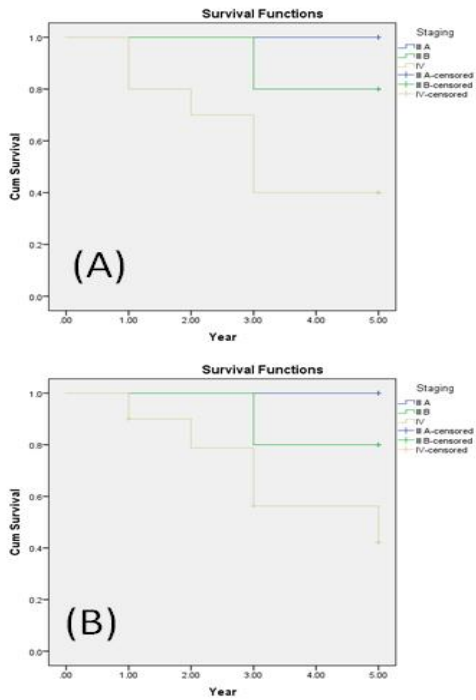 Survival Functions
Staging
III A
III B
IV
III A-censored
III B-censored
IV-censored
1.0
0.8
0.6
0.4
0.2
0.0
Cum Survival
(A)
.00 1.00 2.00 3.00 4.00 5.00
Year
Survival Functions
Staging
III A
III B
IV
III A-censored
III B-censored
IV-censored
1.0
0.8
0.6
0.4
0.2
0.0
Cum Survival
(B)
.00 1.00 2.00 3.00 4.00 5.00
Year